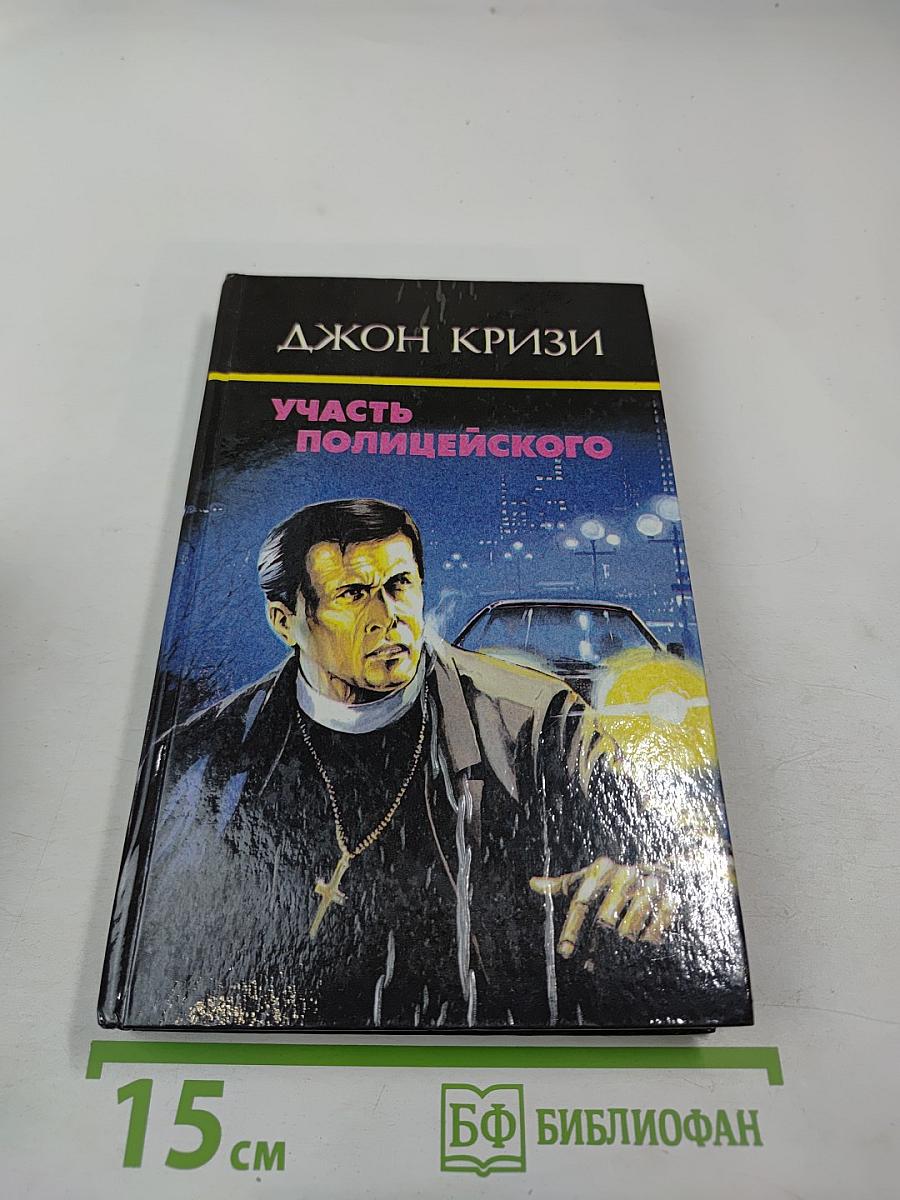 ДЖОН КРИЗИ
УЧАСТЬ
ПОЛИЦЕЙСКОГО
15 см
БФ БИБЛИОФАН